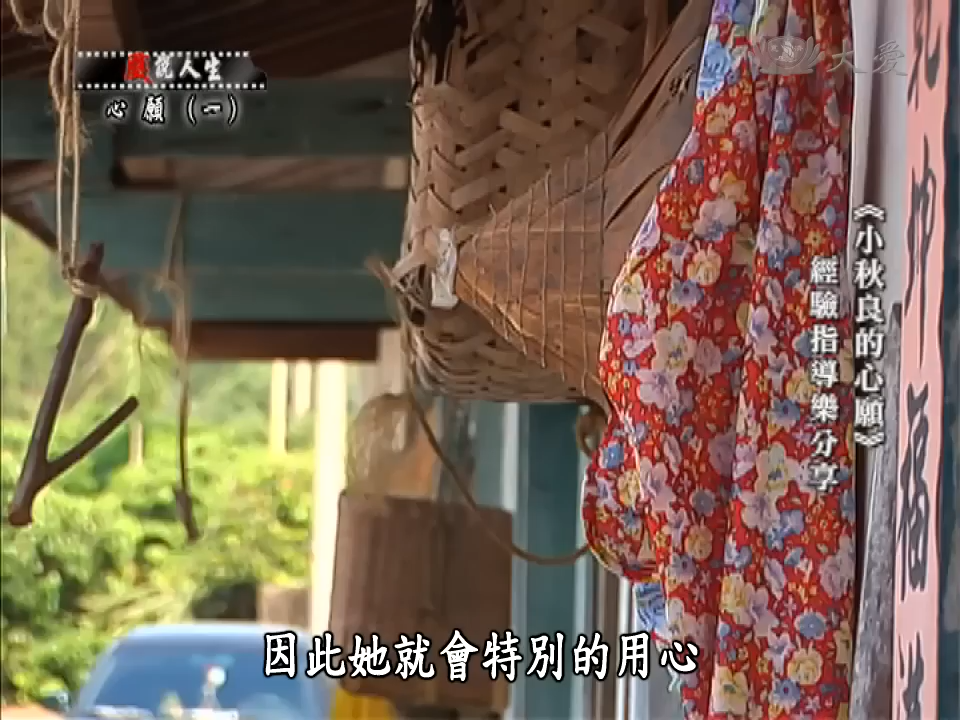 戲說人生
心願(一)
大愛
《小秋良的心願》
經驗指導樂分享
福
因此她就會特別的用心